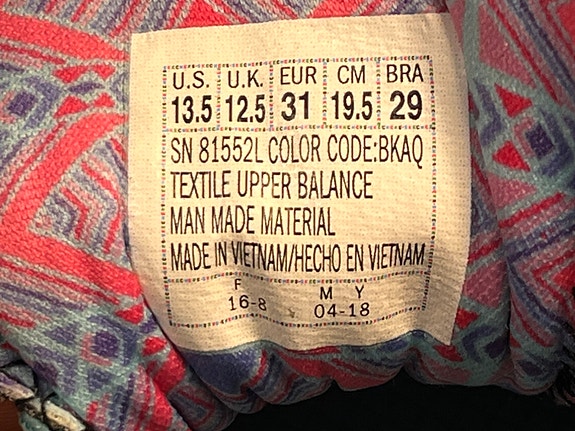 U.S. U.K. EUR CM BRA
13.5 12.5 31 19.5 29
SN 81552L COLOR CODE:BKAQ
TEXTILE UPPER BALANCE
MAN MADE MATERIAL
MADE IN VIETNAM/HECHO EN VIETNAM
F M Y
16-8 04-18